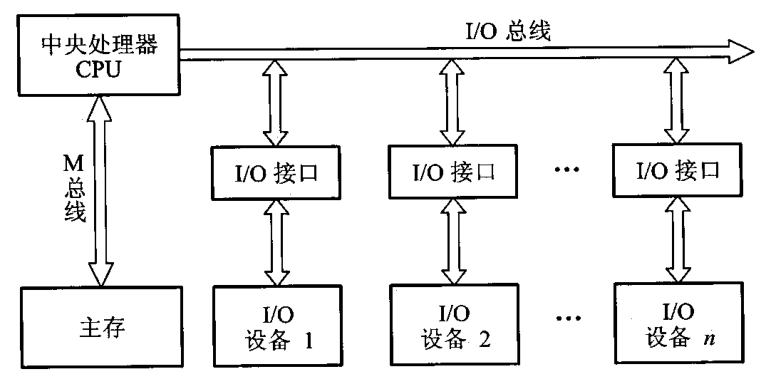 中央处理器
CPU
I/O 总线
M
总
线
I/O 接口
I/O 接口
...
I/O 接口
主存
I/O
设备 1
I/O
设备 2
...
I/O
设备 n